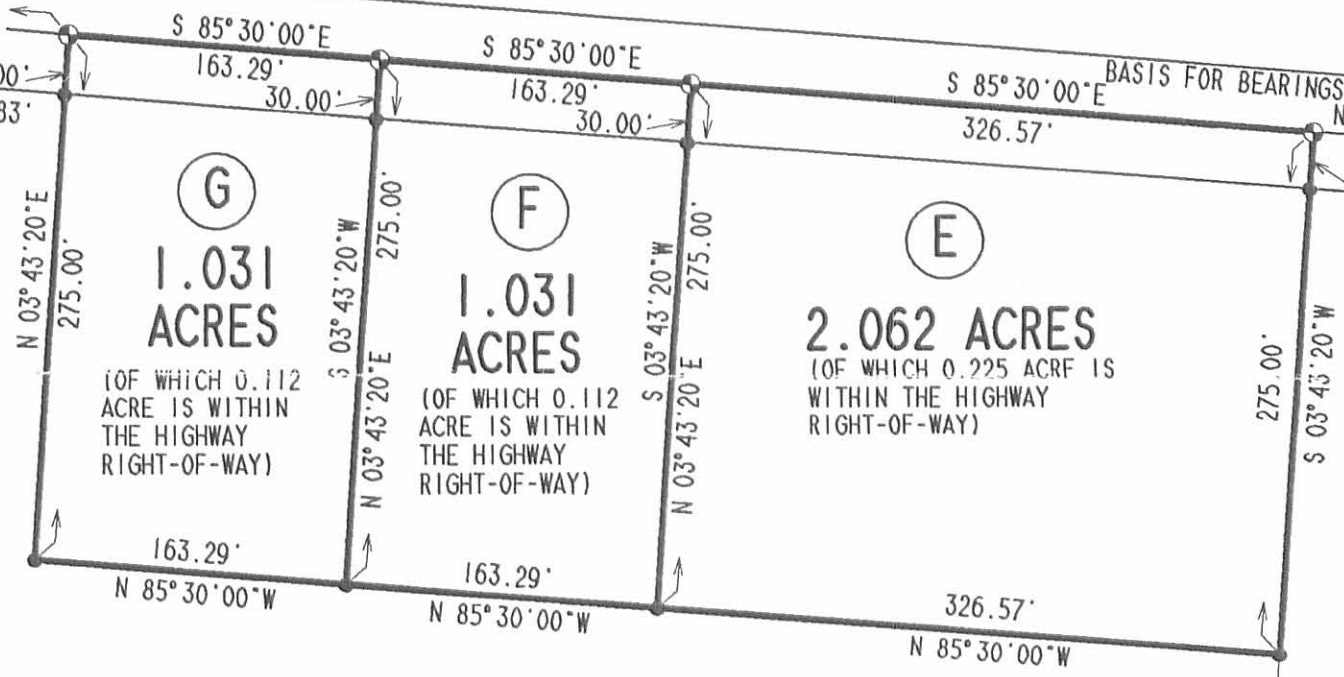 S 85°30'00"E
163.29'
30.00'
S 85°30'00"E
163.29'
30.00'
S 85°30'00"E
326.57'
BASIS FOR BEARINGS
N
00'
83'
N 03°43'20"E
275.00'
G
1.031
ACRES
(OF WHICH 0.112
ACRE IS WITHIN
THE HIGHWAY
RIGHT-OF-WAY)
S 03°43'20"W
275.00'
N 03°43'20"E
F
1.031
ACRES
(OF WHICH 0.112
ACRE IS WITHIN
THE HIGHWAY
RIGHT-OF-WAY)
S 03°43'20"W
275.00'
N 03°43'20"E
E
2.062 ACRES
(OF WHICH 0.225 ACRE IS
WITHIN THE HIGHWAY
RIGHT-OF-WAY)
275.00'
S 03°43'20"W
163.29'
N 85°30'00"W
163.29'
N 85°30'00"W
326.57'
N 85°30'00"W